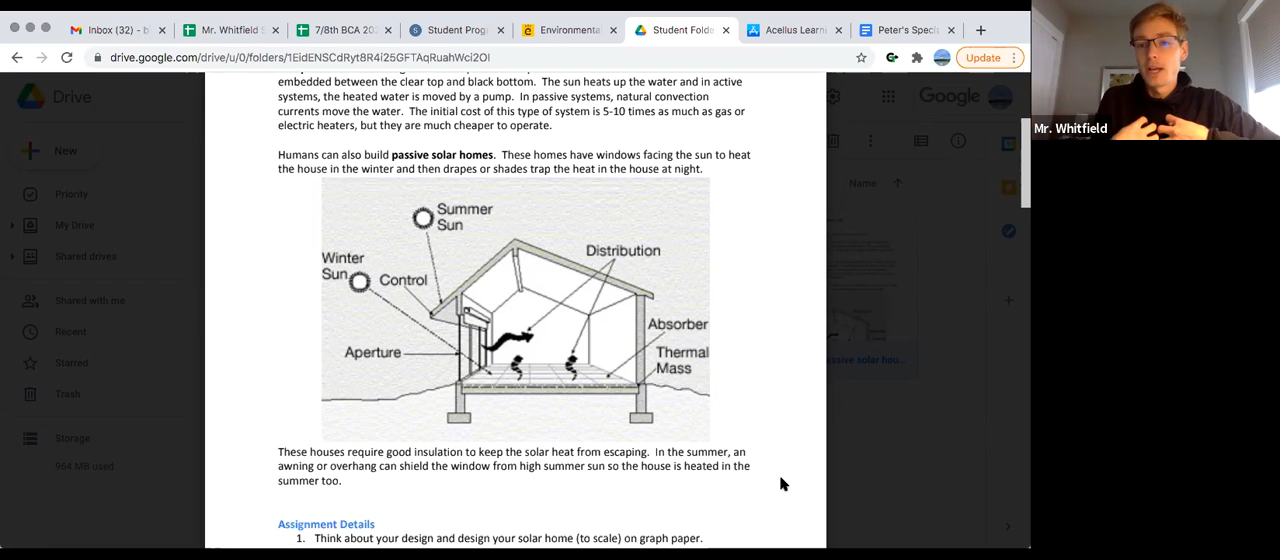 Inbox (32) - b
Mr. Whitfield S
7/8th BCA 202
Student Prog
Environmenta
Student Folde
Acellus Learni
Peter's Speci
drive.google.com/drive/u/0/folders/1EidENSCdRyt8R4i25GFTAqRuahWci2OI
Update
Mr. Whitfield
Drive
Google
New
Priority
My Drive
Shared drives
Shared with me
Recent
Starred
Trash
Storage
964 MB used
Name
assive solar hou...
embedded between the clear top and black bottom. The sun heats up the water and in active
systems, the heated water is moved by a pump. In passive systems, natural convection
currents move the water. The initial cost of this type of system is 5-10 times as much as gas or
electric heaters, but they are much cheaper to operate.
Humans can also build passive solar homes. These homes have windows facing the sun to heat
the house in the winter and then drapes or shades trap the heat in the house at night.
Summer
Sun
Winter
Sun
Control
Distribution
Aperture
Absorber
Thermal
Mass
These houses require good insulation to keep the solar heat from escaping. In the summer, an
awning or overhang can shield the window from high summer sun so the house is heated in the
summer too.
Assignment Details
1. Think about your design and design your solar home (to scale) on graph paper.